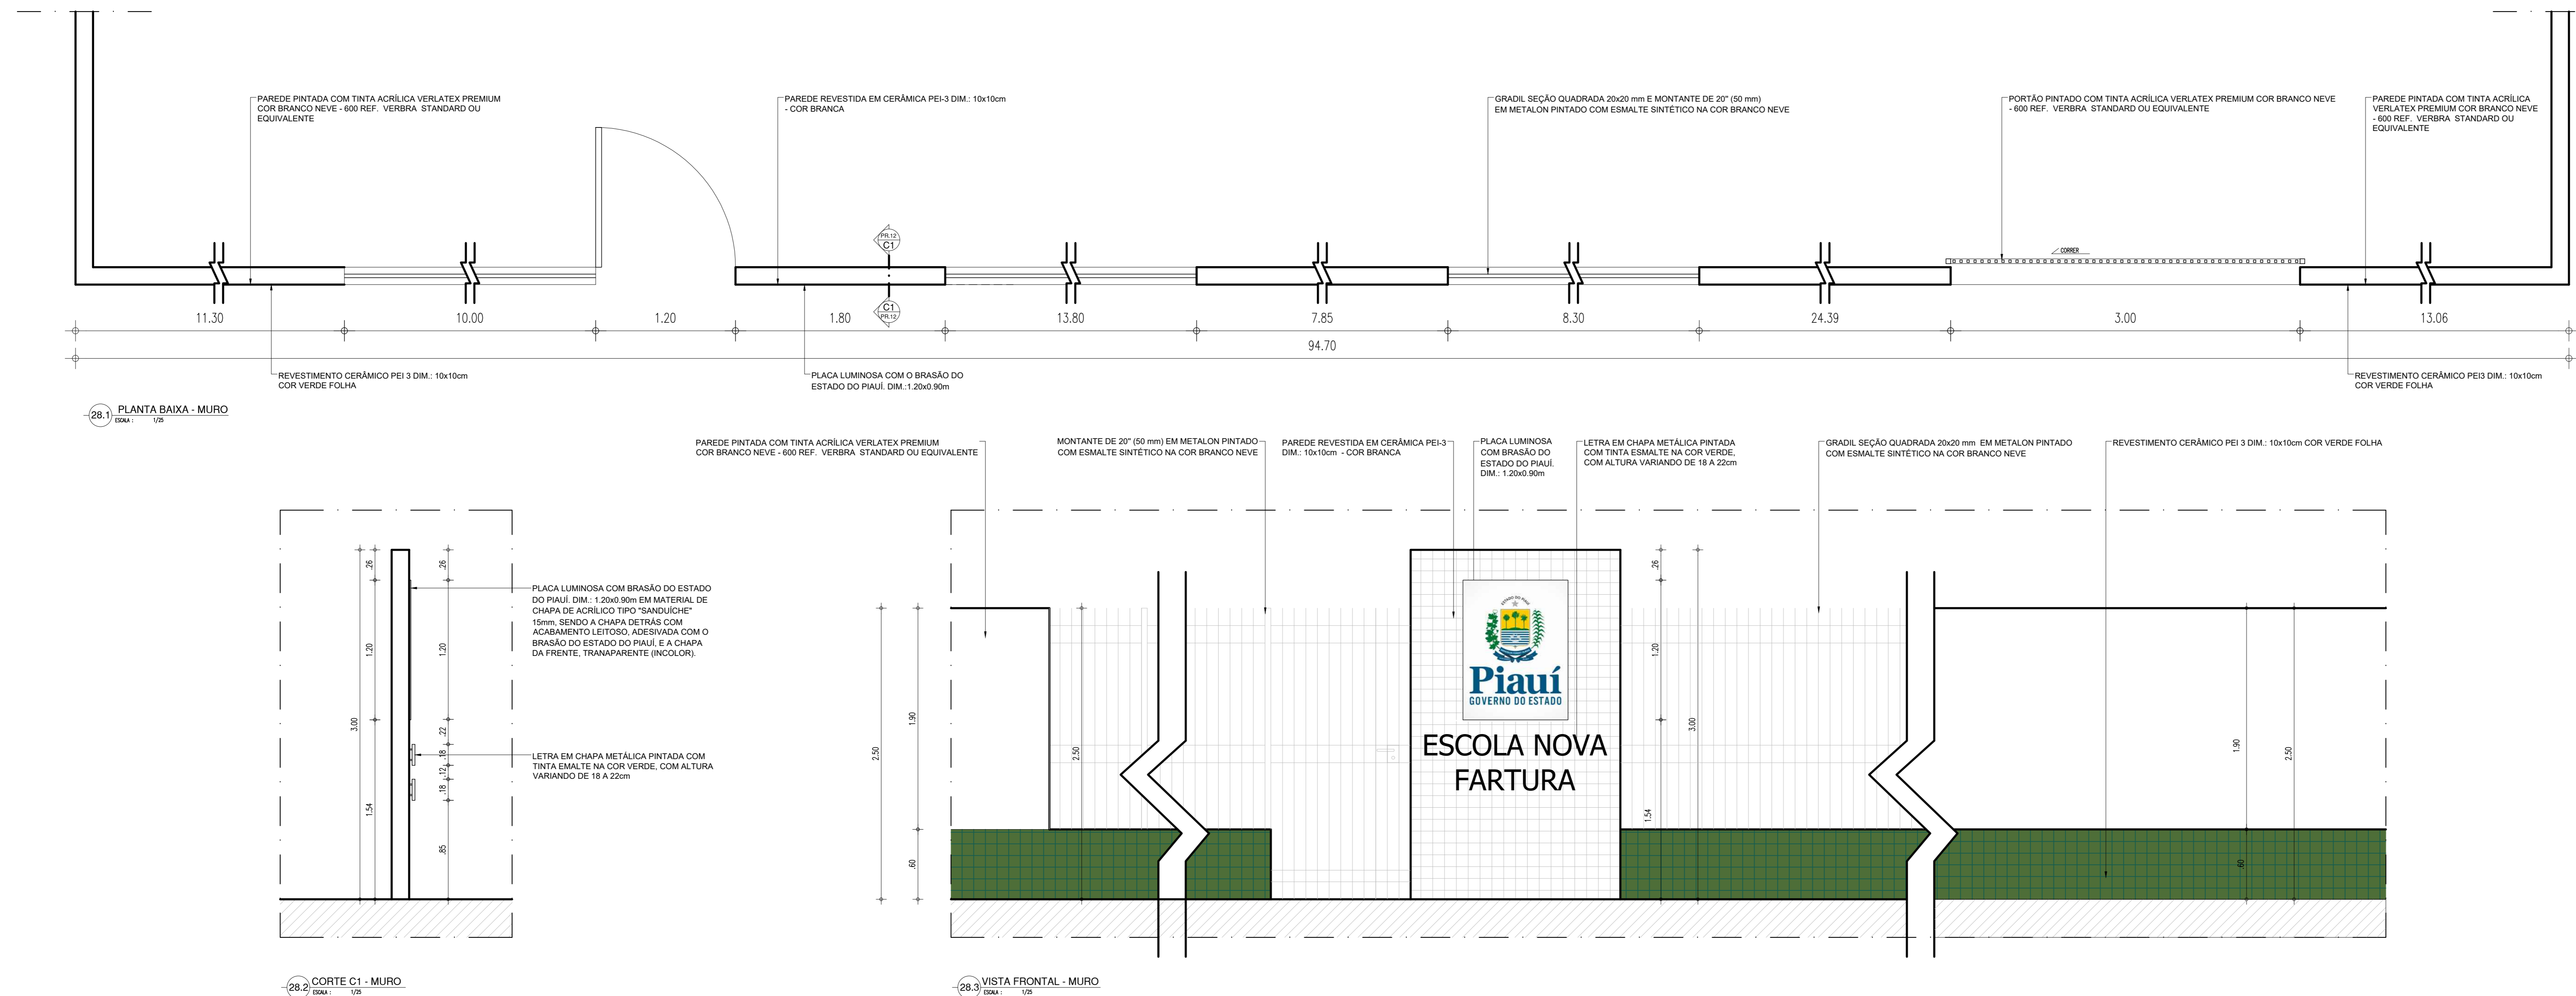 PAREDE PINTADA COM TINTA ACRÍLICA VERLATEX PREMIUM
COR BRANCO NEVE - 600 REF. VERBRA STANDARD OU
EQUIVALENTE
PAREDE REVESTIDA EM CERÂMICA PEI-3 DIM.: 10x10cm
- COR BRANCA
GRADIL SEÇÃO QUADRADA 20x20 mm E MONTANTE DE 20" (50 mm)
EM METALON PINTADO COM ESMALTE SINTÉTICO NA COR BRANCO NEVE
PORTÃO PINTADO COM TINTA ACRÍLICA VERLATEX PREMIUM COR BRANCO NEVE
- 600 REF. VERBRA STANDARD OU EQUIVALENTE
PAREDE PINTADA COM TINTA ACRÍLICA
VERLATEX PREMIUM COR BRANCO NEVE
- 600 REF. VERBRA STANDARD OU
EQUIVALENTE
PR.12
C1
CORRER
C1
PR.12
11.30
10.00
1.20
1.80
13.80
7.85
8.30
24.39
3.00
13.06
94.70
REVESTIMENTO CERÂMICO PEI 3 DIM.: 10x10cm
COR VERDE FOLHA
PLACA LUMINOSA COM O BRASÃO DO
ESTADO DO PIAUÍ. DIM.:1.20x0.90m
REVESTIMENTO CERÂMICO PEI3 DIM.: 10x10cm
COR VERDE FOLHA
28.1 PLANTA BAIXA - MURO
ESCALA : 1/25
PAREDE PINTADA COM TINTA ACRÍLICA VERLATEX PREMIUM
COR BRANCO NEVE - 600 REF. VERBRA STANDARD OU EQUIVALENTE
MONTANTE DE 20" (50 mm) EM METALON PINTADO
COM ESMALTE SINTÉTICO NA COR BRANCO NEVE
PAREDE REVESTIDA EM CERÂMICA PEI-3
DIM.: 10x10cm - COR BRANCA
PLACA LUMINOSA
COM BRASÃO DO
ESTADO DO PIAUÍ.
DIM.: 1.20x0.90m
LETRA EM CHAPA METÁLICA PINTADA
COM TINTA ESMALTE NA COR VERDE,
COM ALTURA VARIANDO DE 18 A 22cm
GRADIL SEÇÃO QUADRADA 20x20 mm EM METALON PINTADO
COM ESMALTE SINTÉTICO NA COR BRANCO NEVE
REVESTIMENTO CERÂMICO PEI 3 DIM.: 10x10cm COR VERDE FOLHA
3.00
.26
1.20
1.54
.26
1.20
.22
.18
.12
.18
.85
PLACA LUMINOSA COM BRASÃO DO ESTADO
DO PIAUÍ. DIM.: 1.20x0.90m EM MATERIAL DE
CHAPA DE ACRÍLICO TIPO "SANDUÍCHE"
15mm, SENDO A CHAPA DETRÁS COM
ACABAMENTO LEITOSO, ADESIVADA COM O
BRASÃO DO ESTADO DO PIAUÍ, E A CHAPA
DA FRENTE, TRANAPARENTE (INCOLOR).
LETRA EM CHAPA METÁLICA PINTADA COM
TINTA EMALTE NA COR VERDE, COM ALTURA
VARIANDO DE 18 A 22cm
28.2 CORTE C1 - MURO
ESCALA : 1/25
2.50
1.90
.60
2.50
ESTADO DO PIAUÍ
Piauí
GOVERNO DO ESTADO
ESCOLA NOVA
FARTURA
.26
1.20
1.54
3.00
1.90
.60
2.50
28.3 VISTA FRONTAL - MURO
ESCALA : 1/25